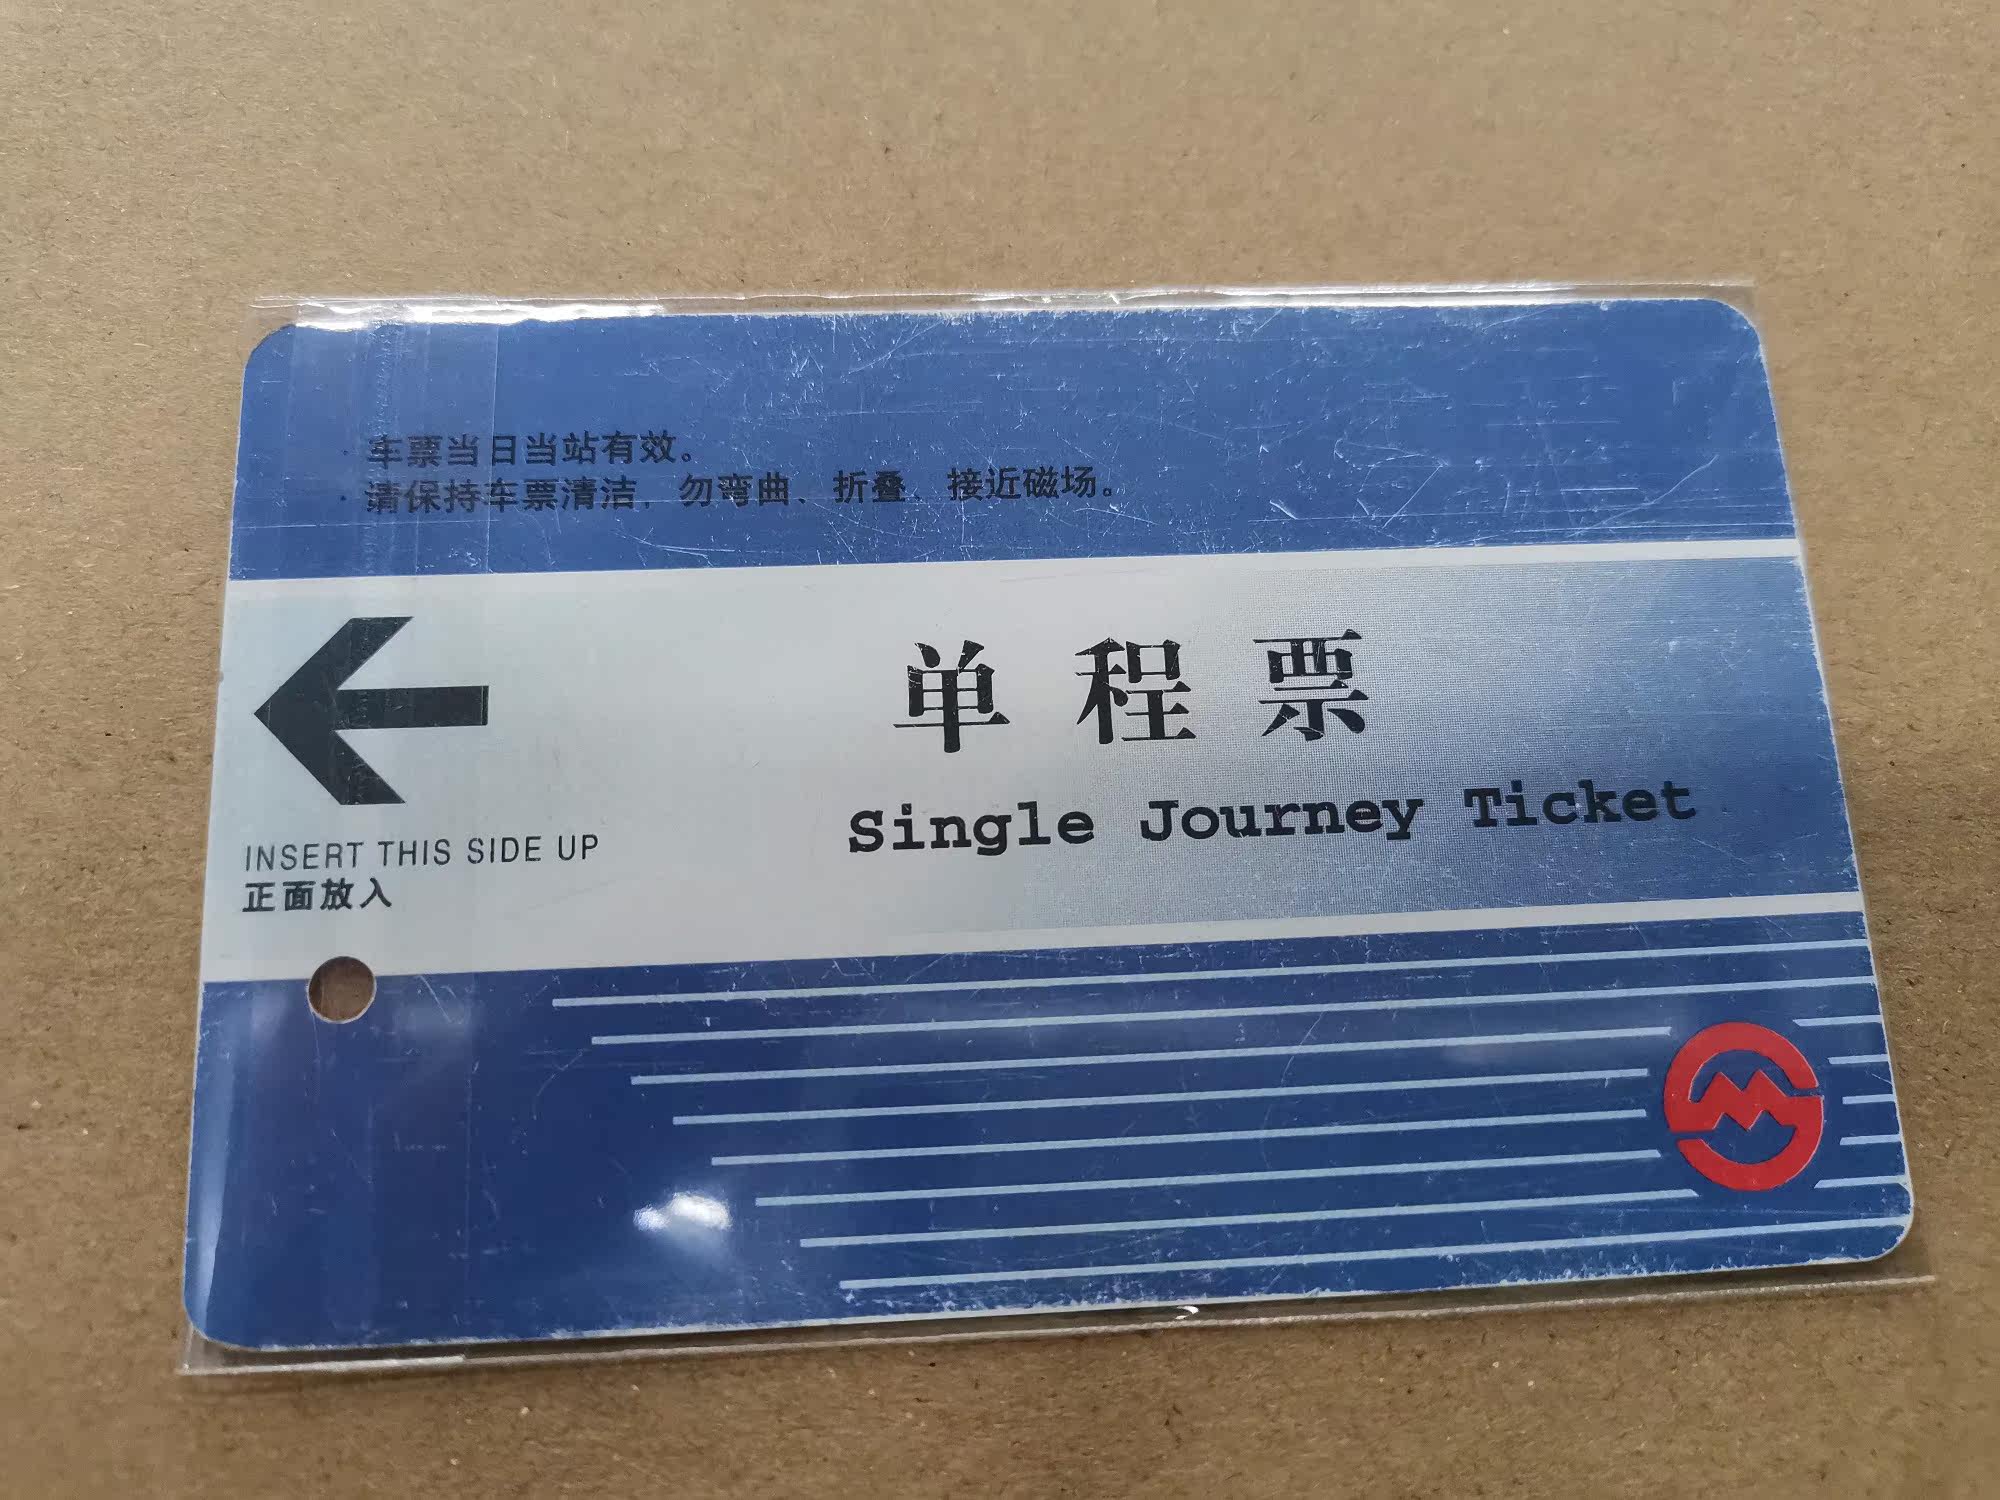 · 车票当日当站有效。
· 请保持车票清洁，勿弯曲、折叠、接近磁场。
单程票
Single Journey Ticket
INSERT THIS SIDE UP
正面放入